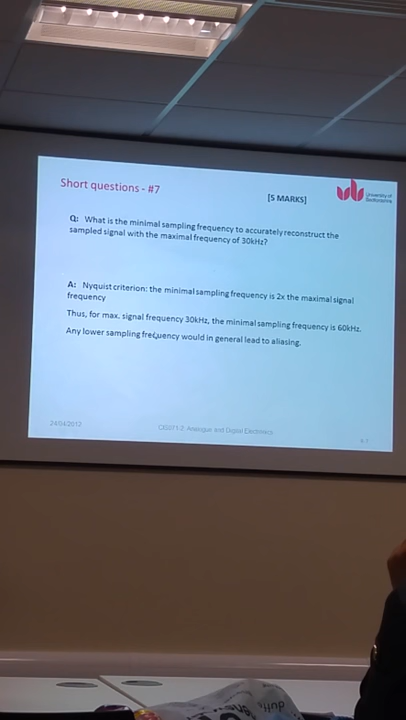 Short questions - #7
[5 MARKS]
University of
Bedfordshire
Q: What is the minimal sampling frequency to accurately reconstruct the
sampled signal with the maximal frequency of 30kHz?
A: Nyquist criterion: the minimal sampling frequency is 2x the maximal signal
frequency
Thus, for max. signal frequency 30kHz, the minimal sampling frequency is 60kHz.
Any lower sampling frequency would in general lead to aliasing.
24/04/2012
Analogue and Digital Electronics